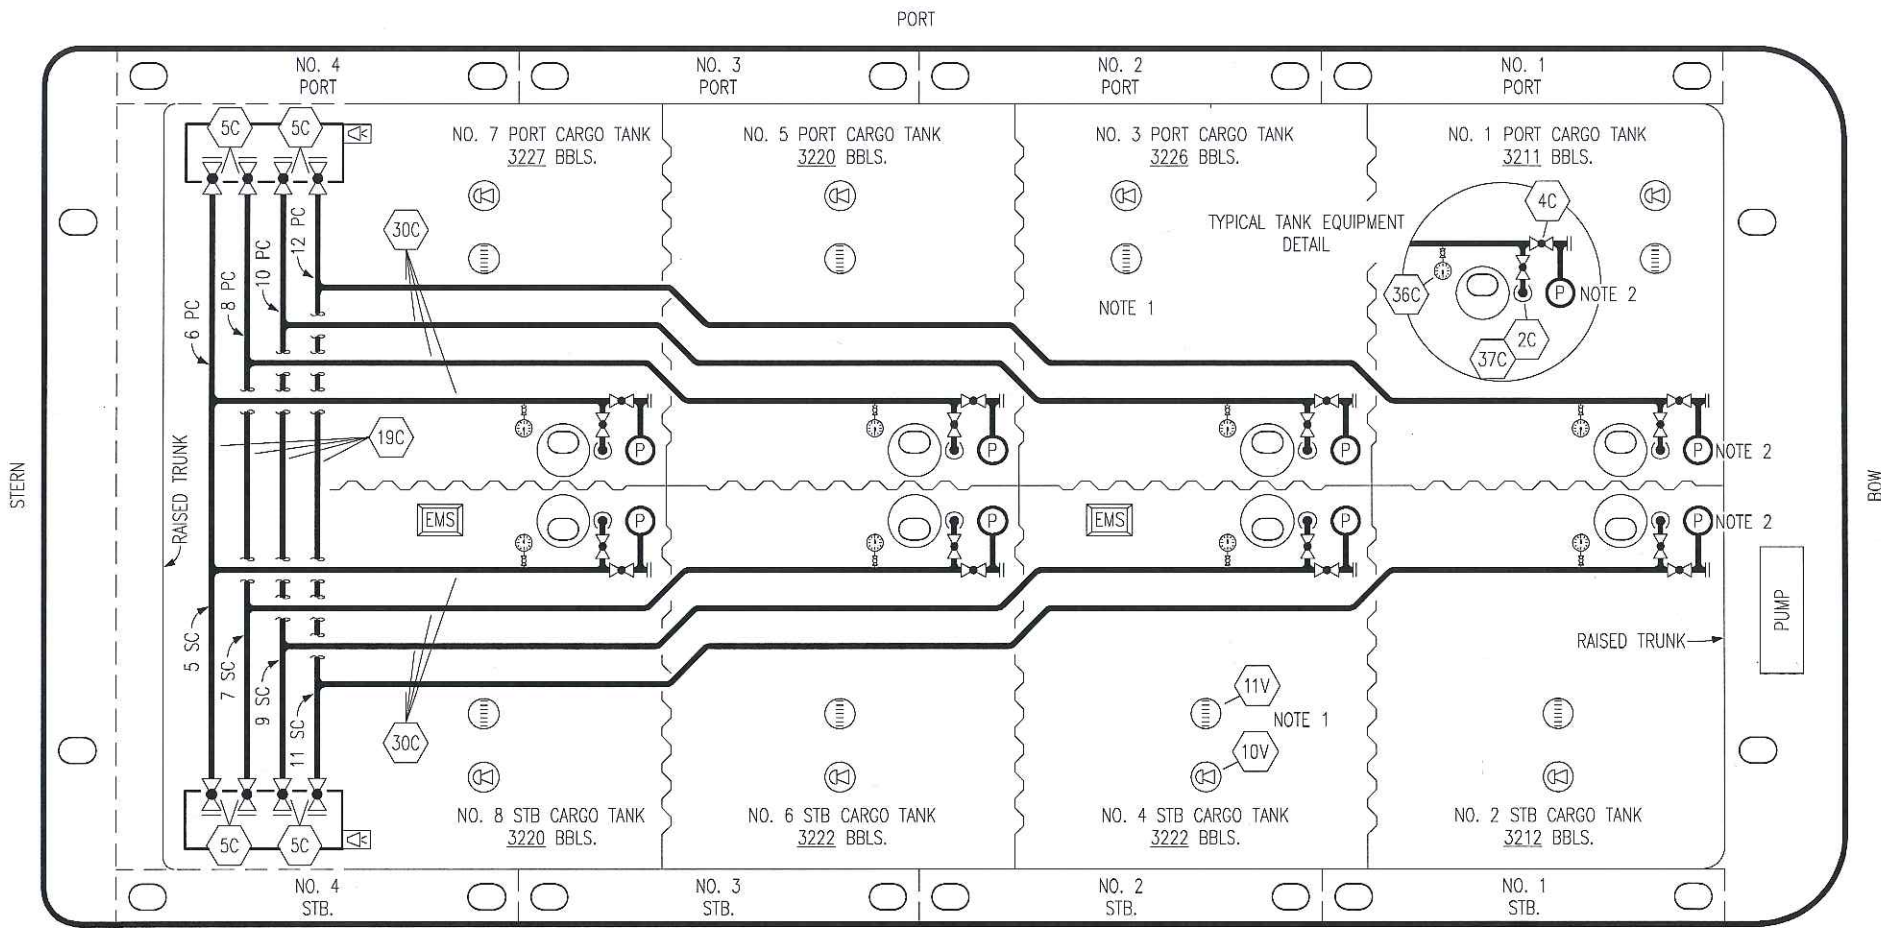 PORT
NO. 4
PORT
NO. 3
PORT
NO. 2
PORT
NO. 1
PORT
5C
5C
NO. 7 PORT CARGO TANK
3227 BBLS.
NO. 5 PORT CARGO TANK
3220 BBLS.
NO. 3 PORT CARGO TANK
3226 BBLS.
NO. 1 PORT CARGO TANK
3211 BBLS.
TYPICAL TANK EQUIPMENT
DETAIL
4C
36C
P
NOTE 2
2C
37C
NOTE 1
30C
6 PC
8 PC
10 PC
12 PC
19C
P
P
P
P
NOTE 2
STERN
RAISED TRUNK
BOW
EMS
EMS
P
P
P
P
NOTE 2
PUMP
RAISED TRUNK
5 SC
7 SC
9 SC
11 SC
30C
11V
NOTE 1
10V
5C
5C
NO. 8 STB CARGO TANK
3220 BBLS.
NO. 6 STB CARGO TANK
3222 BBLS.
NO. 4 STB CARGO TANK
3222 BBLS.
NO. 2 STB CARGO TANK
3212 BBLS.
NO. 4
STB.
NO. 3
STB.
NO. 2
STB.
NO. 1
STB.